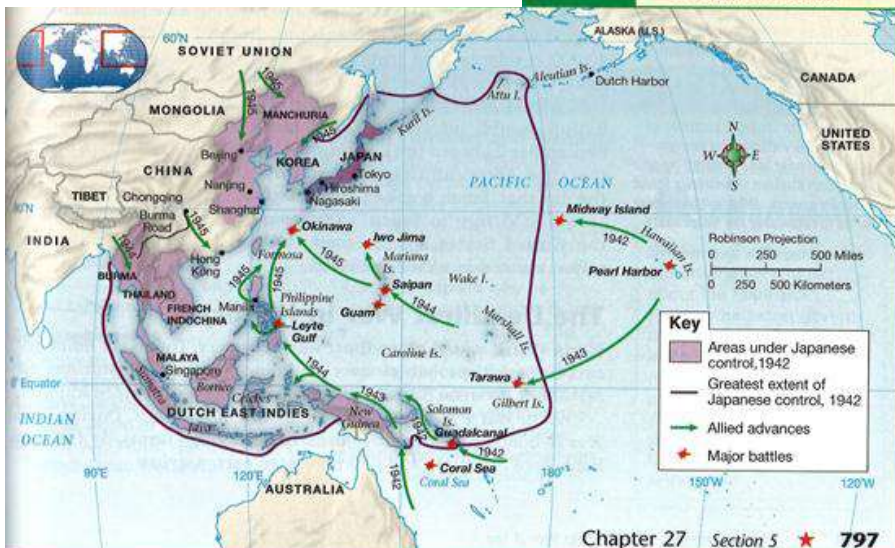 60°N
SOVIET UNION
ALASKA (U.S.)
Aleutian Is.
Dutch Harbor
Attu I.
CANADA
1945
1945
MONGOLIA
MANCHURIA
1945
Kuril Is.
UNITED
STATES
Beijing
KOREA
JAPAN
Tokyo
CHINA
Hiroshima
Nagasaki
Nanjing
Shanghai
TIBET
Chongqing
Burma
Road
1945
INDIA
1944
BURMA
Hong
Kong
Formosa
1945
1945
Okinawa
1945
Iwo Jima
Mariana
Is.
Saipan
Guam
1944
Wake I.
PACIFIC OCEAN
Midway Island
1942
Hawaiian Is.
Pearl Harbor
N
W
E
S
Robinson Projection
0 250 500 Miles
0 250 500 Kilometers
THAILAND
FRENCH
INDOCHINA
Manila
Philippine
Islands
Leyte
Gulf
Marshall Is.
Caroline Is.
1943
MALAYA
Singapore
1944
Tarawa
Gilbert Is.
Equator
Sumatra
Borneo
Celebes
1943
New
Guinea
Solomon
Is.
1942
Guadalcanal
1942
DUTCH EAST INDIES
Java
INDIAN
OCEAN
1942
Coral Sea
Coral Sea
AUSTRALIA
90°E
120°E
180°
150°W
120°W
Key
Areas under Japanese
control, 1942
Greatest extent of
Japanese control, 1942
Allied advances
Major battles
Chapter 27 Section 5 797